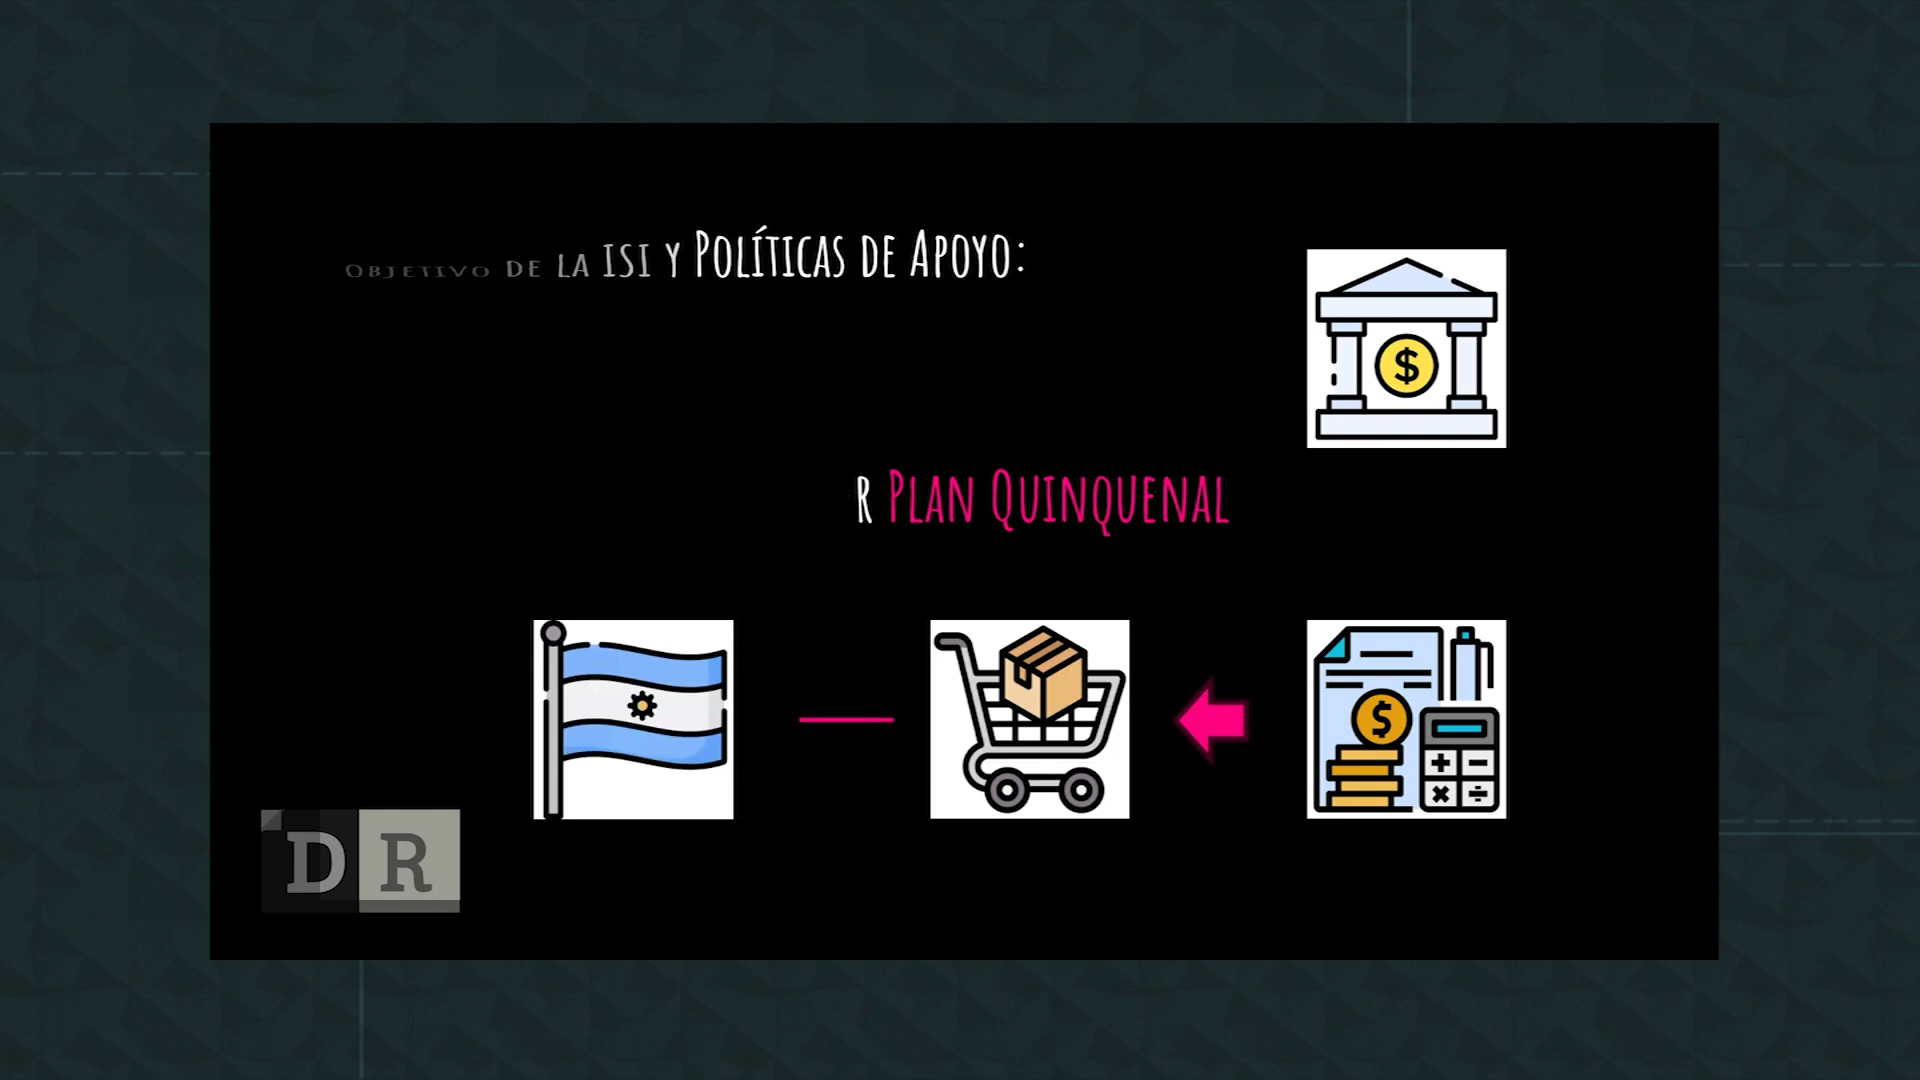 Objetivo de la ISI y Políticas de Apoyo:
$
R Plan Quinquenal
$
DR